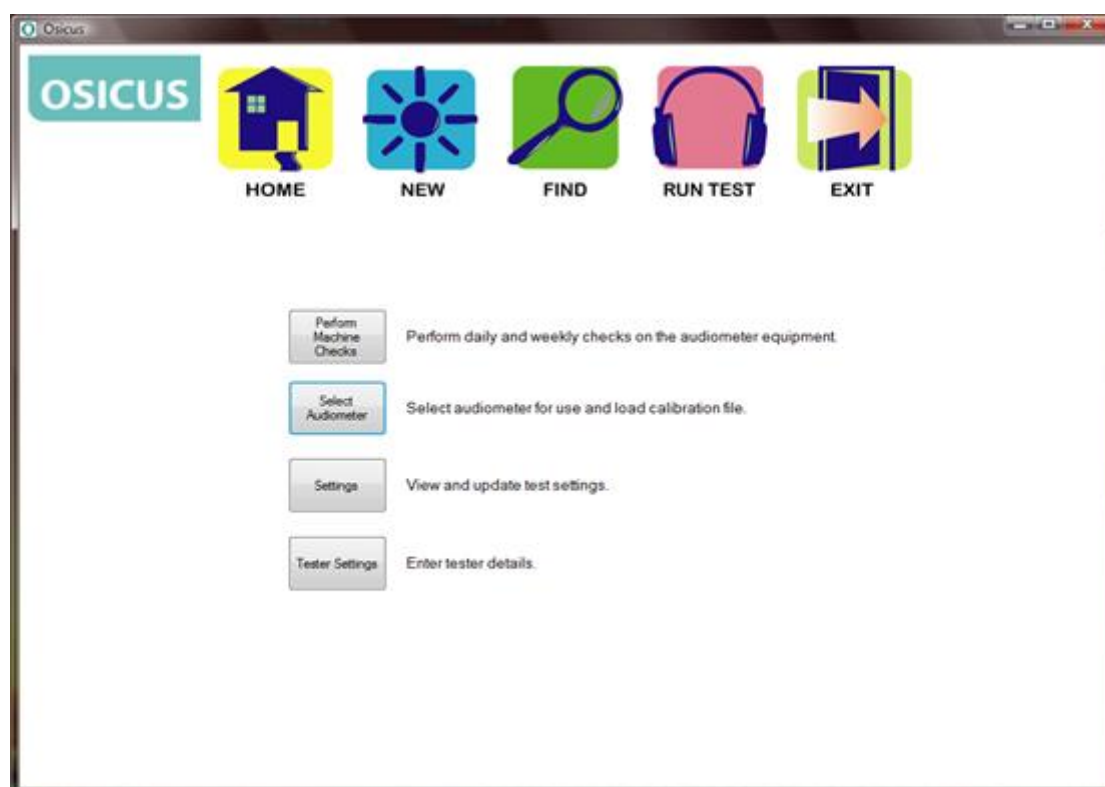 Osicus
OSICUS
HOME NEW FIND RUN TEST EXIT
Perform
Machine
Checks
Perform daily and weekly checks on the audiometer equipment.
Select
Audiometer
Select audiometer for use and load calibration file.
Settings
View and update test settings.
Tester Settings
Enter tester details.